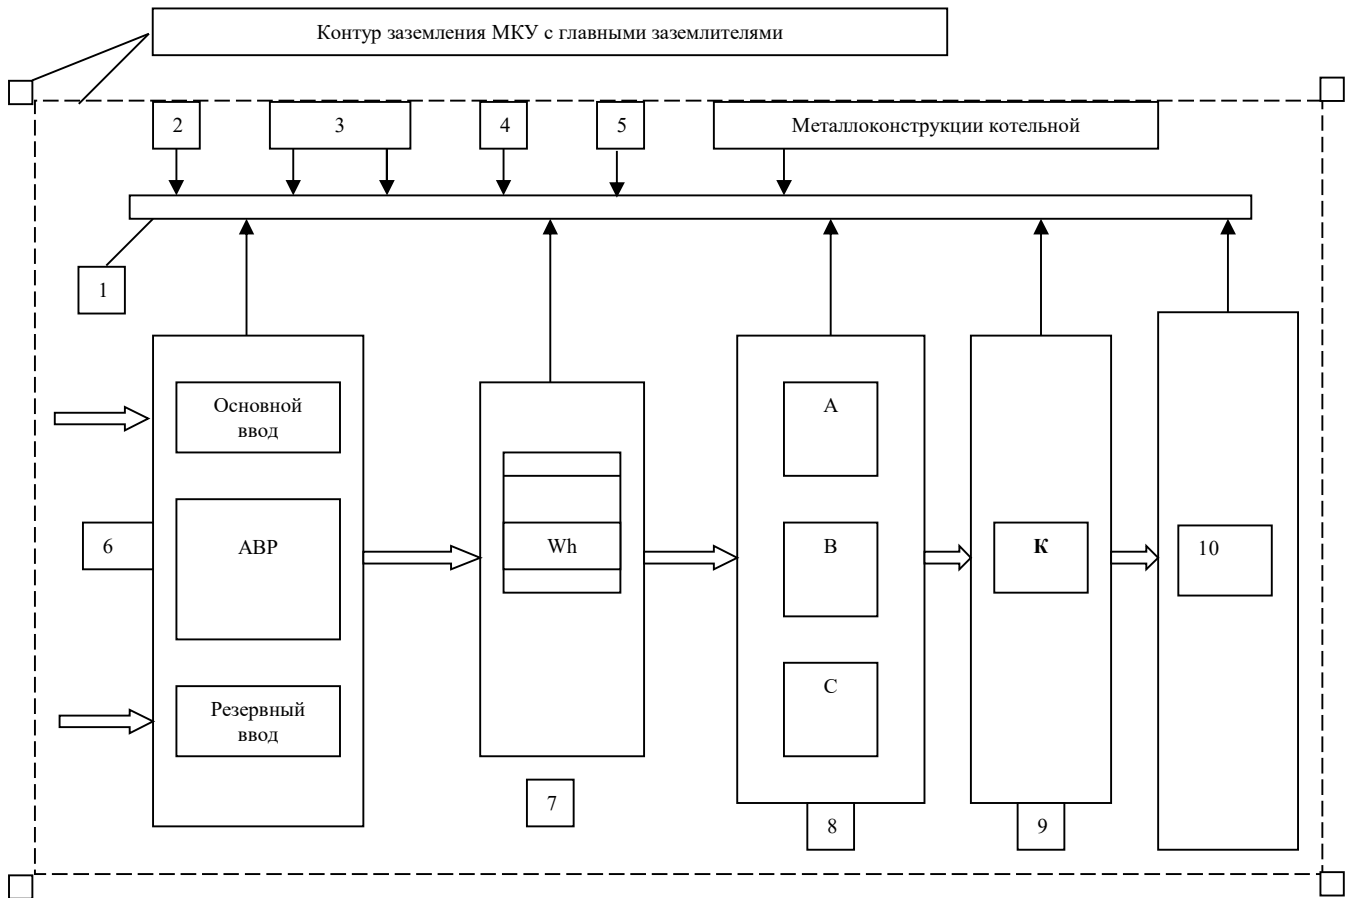 Контур заземления МКУ с главными заземлителями
2
3
4
5
Металлоконструкции котельной
1
Основной
ввод
6
АВР
Резервный
ввод
Wh
7
А
В
С
8
К
9
10